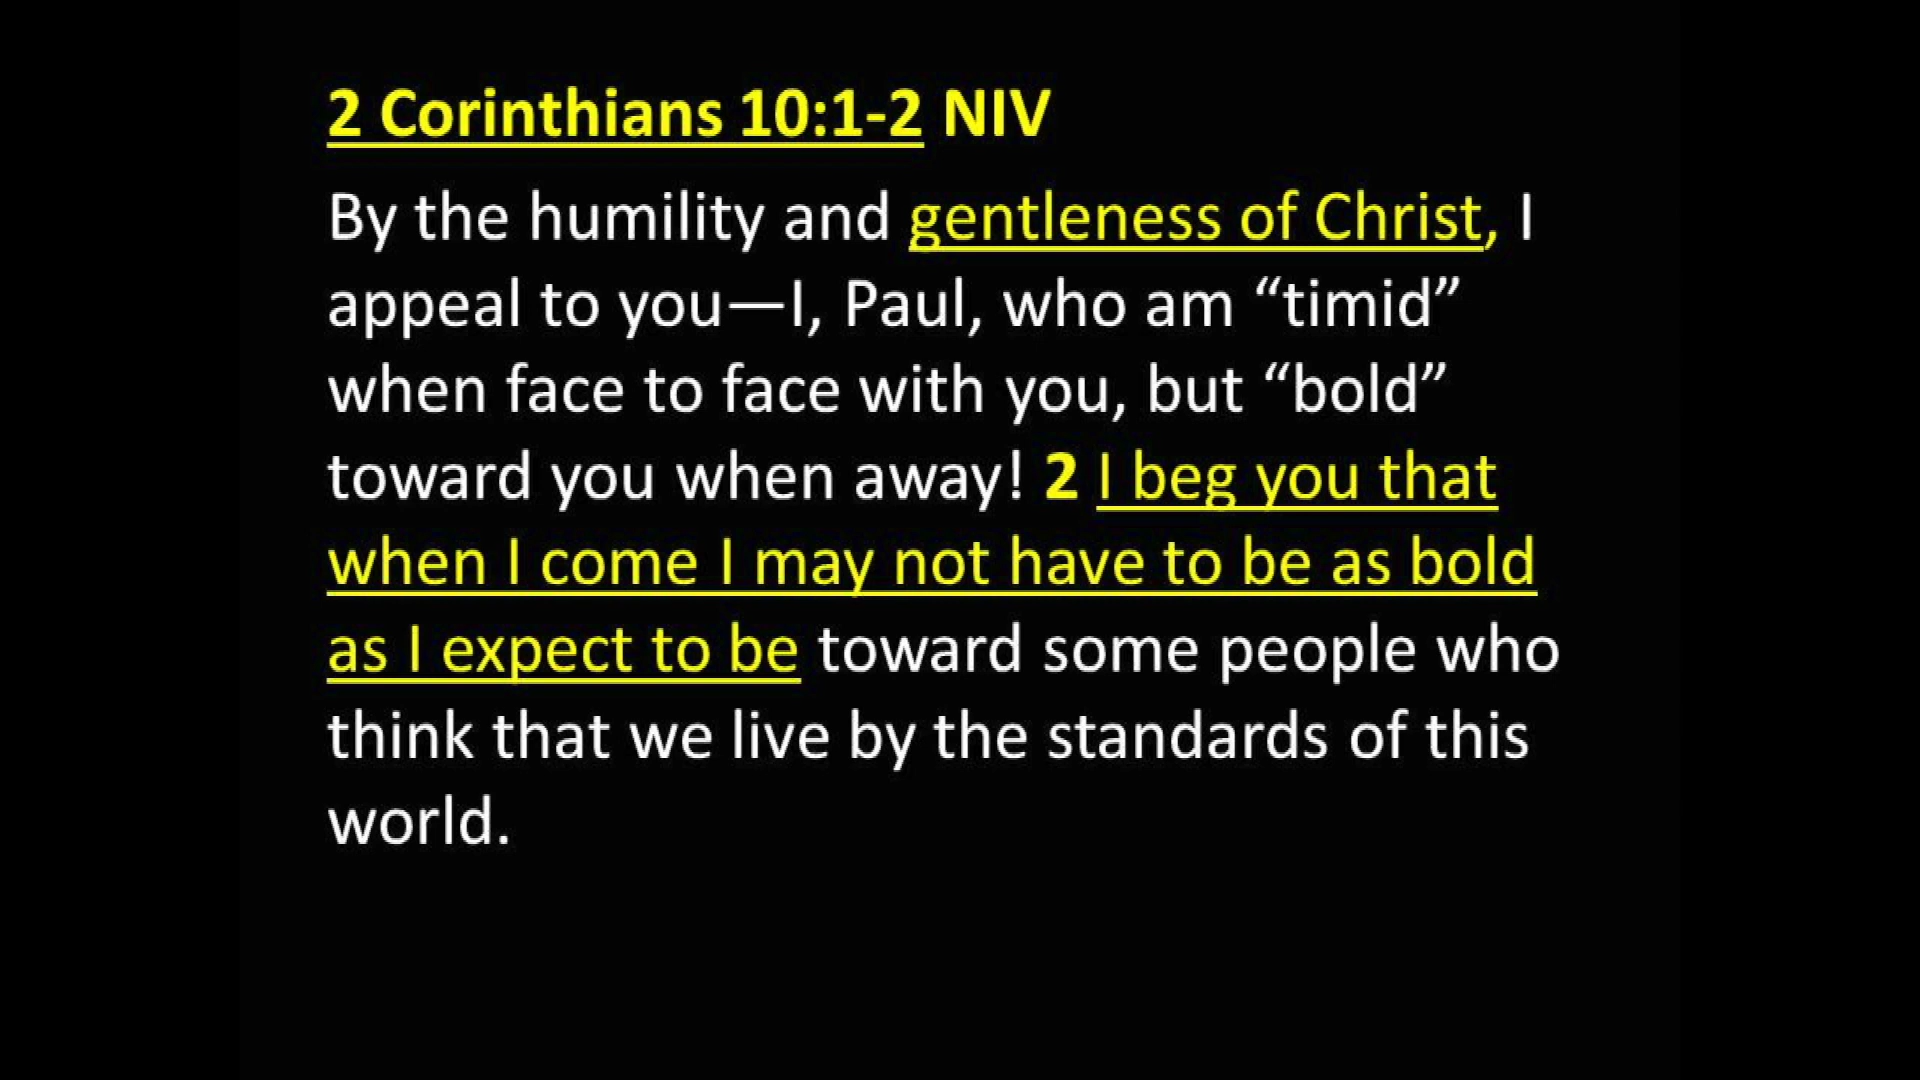 2 Corinthians 10:1-2 NIV
By the humility and gentleness of Christ, I
appeal to you—I, Paul, who am “timid”
when face to face with you, but “bold”
toward you when away! 2 I beg you that
when I come I may not have to be as bold
as I expect to be toward some people who
think that we live by the standards of this
world.